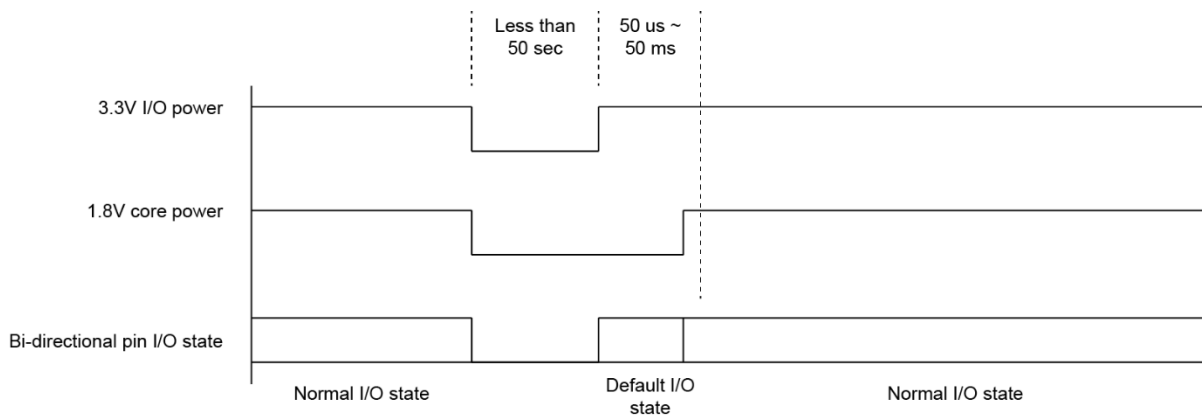 Less than
50 sec
50 us ~
50 ms
3.3V I/O power
1.8V core power
Bi-directional pin I/O state
Normal I/O state
Default I/O
state
Normal I/O state